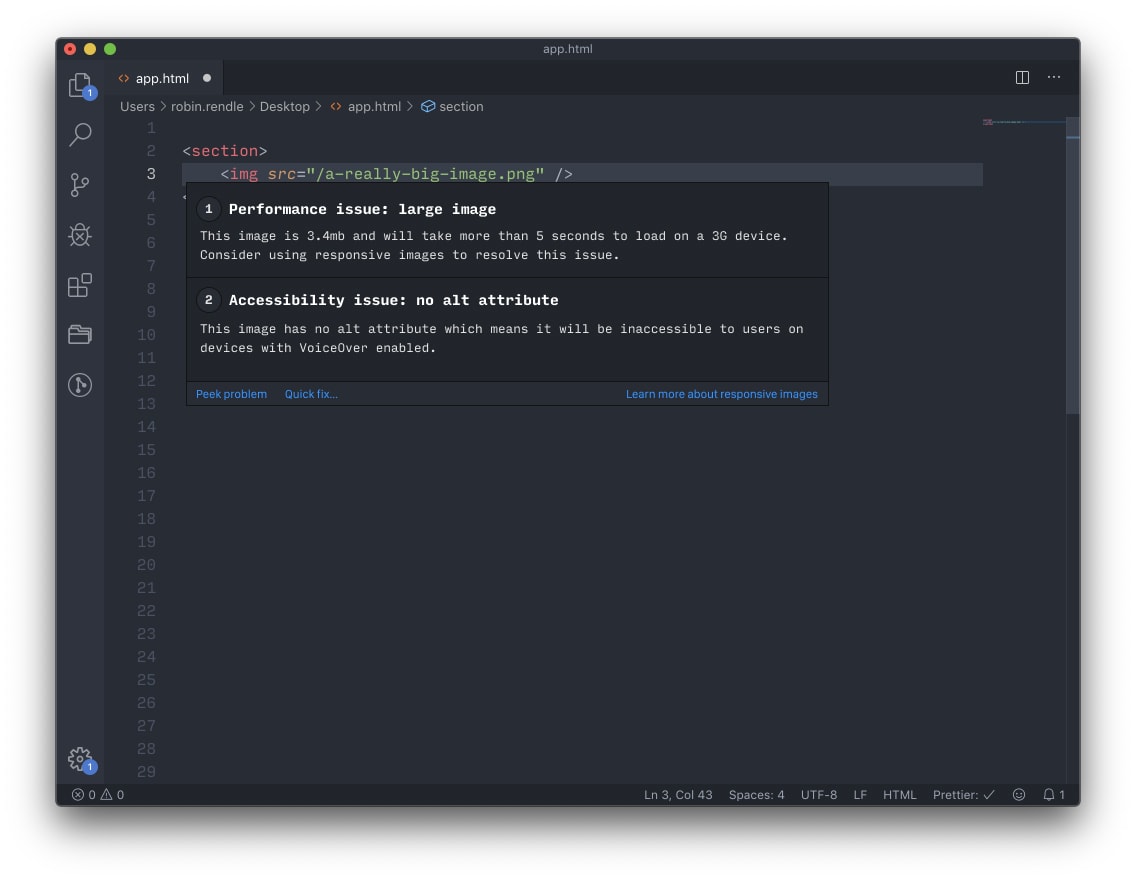 app.html
app.html
1
Users > robin.rendle > Desktop > <> app.html > section
1
2 <section>
3 <img src="/a-really-big-image.png" />
4 <
5
6
7
8
9
10
11
12
13
14
15
16
17
18
19
20
21
22
23
24
25
26
27
28
29
1 Performance issue: large image
This image is 3.4mb and will take more than 5 seconds to load on a 3G device.
Consider using responsive images to resolve this issue.
2 Accessibility issue: no alt attribute
This image has no alt attribute which means it will be inaccessible to users on
devices with VoiceOver enabled.
Peek problem Quick fix... Learn more about responsive images
1
0 0 Ln 3, Col 43 Spaces: 4 UTF-8 LF HTML Prettier: ✓ 1